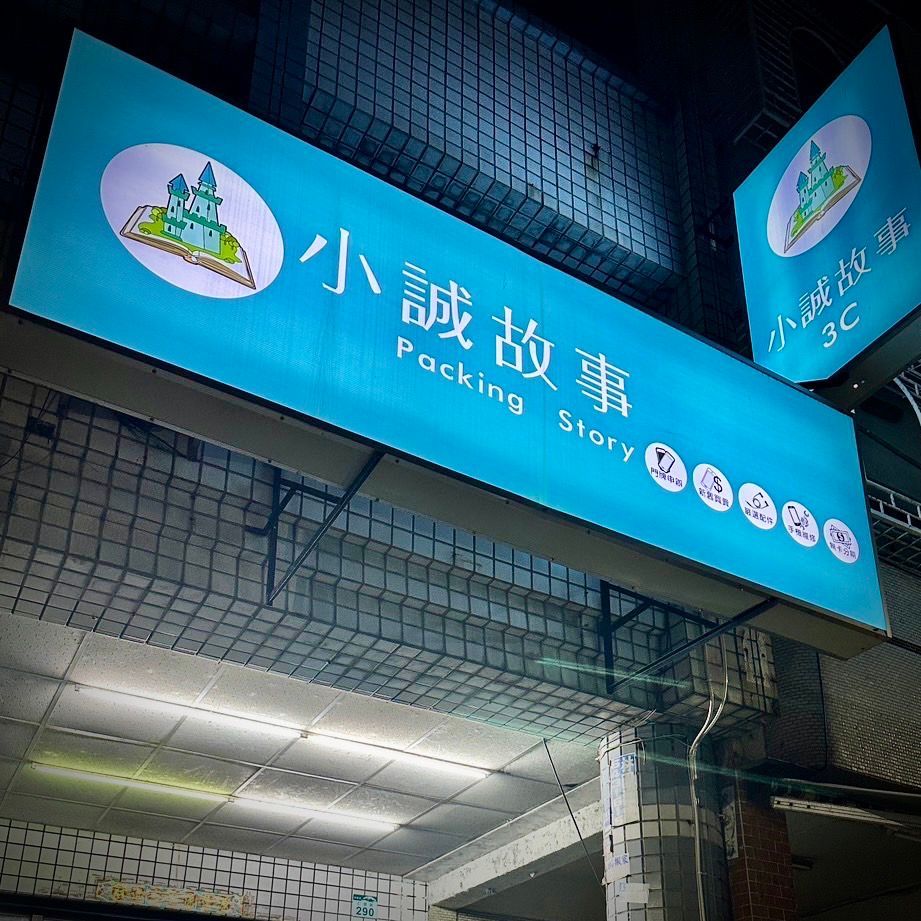 小誠故事
Packing Story
門號申辦
新舊買賣
嚴選配件
手機維修
無卡分期
小誠故事
3C
290